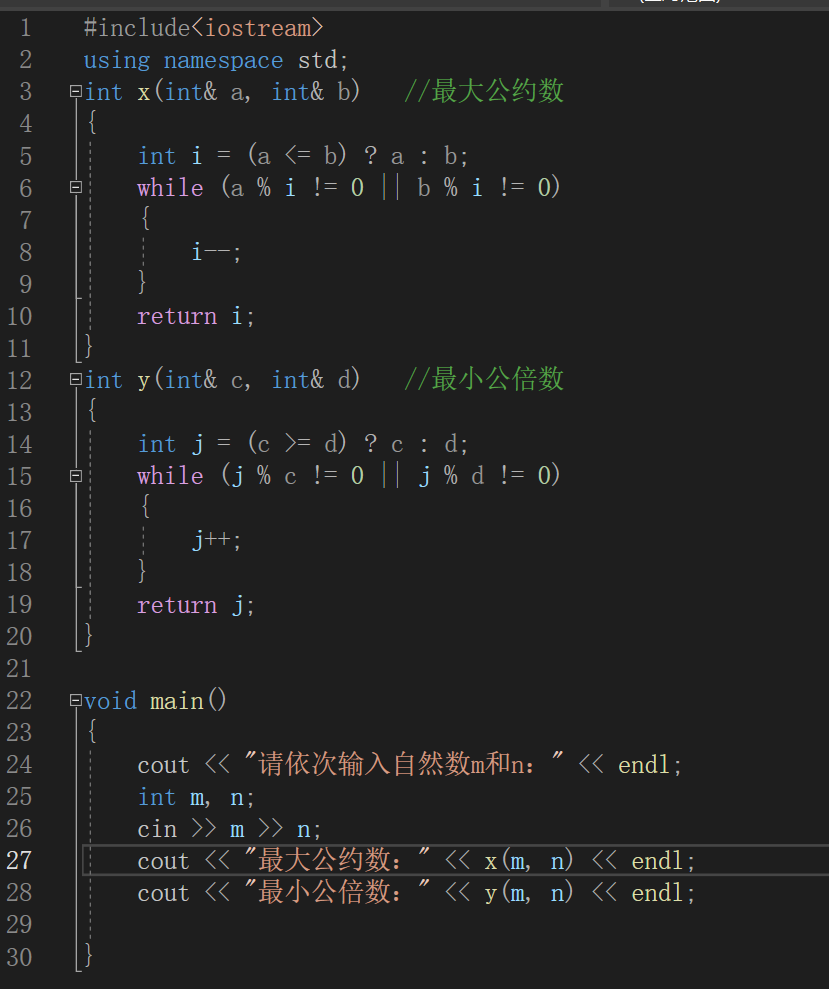 1 #include<iostream>
2 using namespace std;
3 int x(int& a, int& b) //最大公约数
4 {
5 int i = (a <= b) ? a : b;
6 while (a % i != 0 || b % i != 0)
7 {
8 i--;
9 }
10 return i;
11 }
12 int y(int& c, int& d) //最小公倍数
13 {
14 int j = (c >= d) ? c : d;
15 while (j % c != 0 || j % d != 0)
16 {
17 j++;
18 }
19 return j;
20 }
21
22 void main()
23 {
24 cout << "请依次输入自然数m和n：" << endl;
25 int m, n;
26 cin >> m >> n;
27 cout << "最大公约数：" << x(m, n) << endl;
28 cout << "最小公倍数：" << y(m, n) << endl;
29
30 }